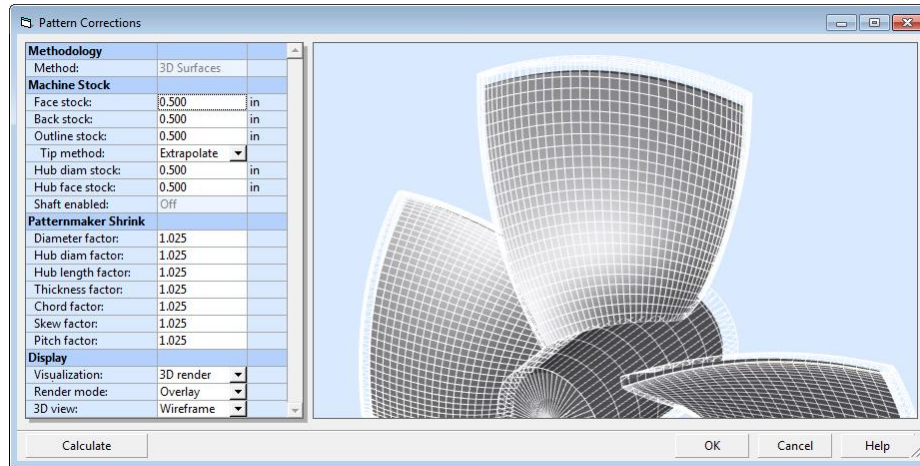 Pattern Corrections
Methodology
Method: 3D Surfaces
Machine Stock
Face stock: 0.500 in
Back stock: 0.500 in
Outline stock: 0.500 in
Tip method: Extrapolate
Hub diam stock: 0.500 in
Hub face stock: 0.500 in
Shaft enabled: Off
Patternmaker Shrink
Diameter factor: 1.025
Hub diam factor: 1.025
Hub length factor: 1.025
Thickness factor: 1.025
Chord factor: 1.025
Skew factor: 1.025
Pitch factor: 1.025
Display
Visualization: 3D render
Render mode: Overlay
3D view: Wireframe
Calculate OK Cancel Help